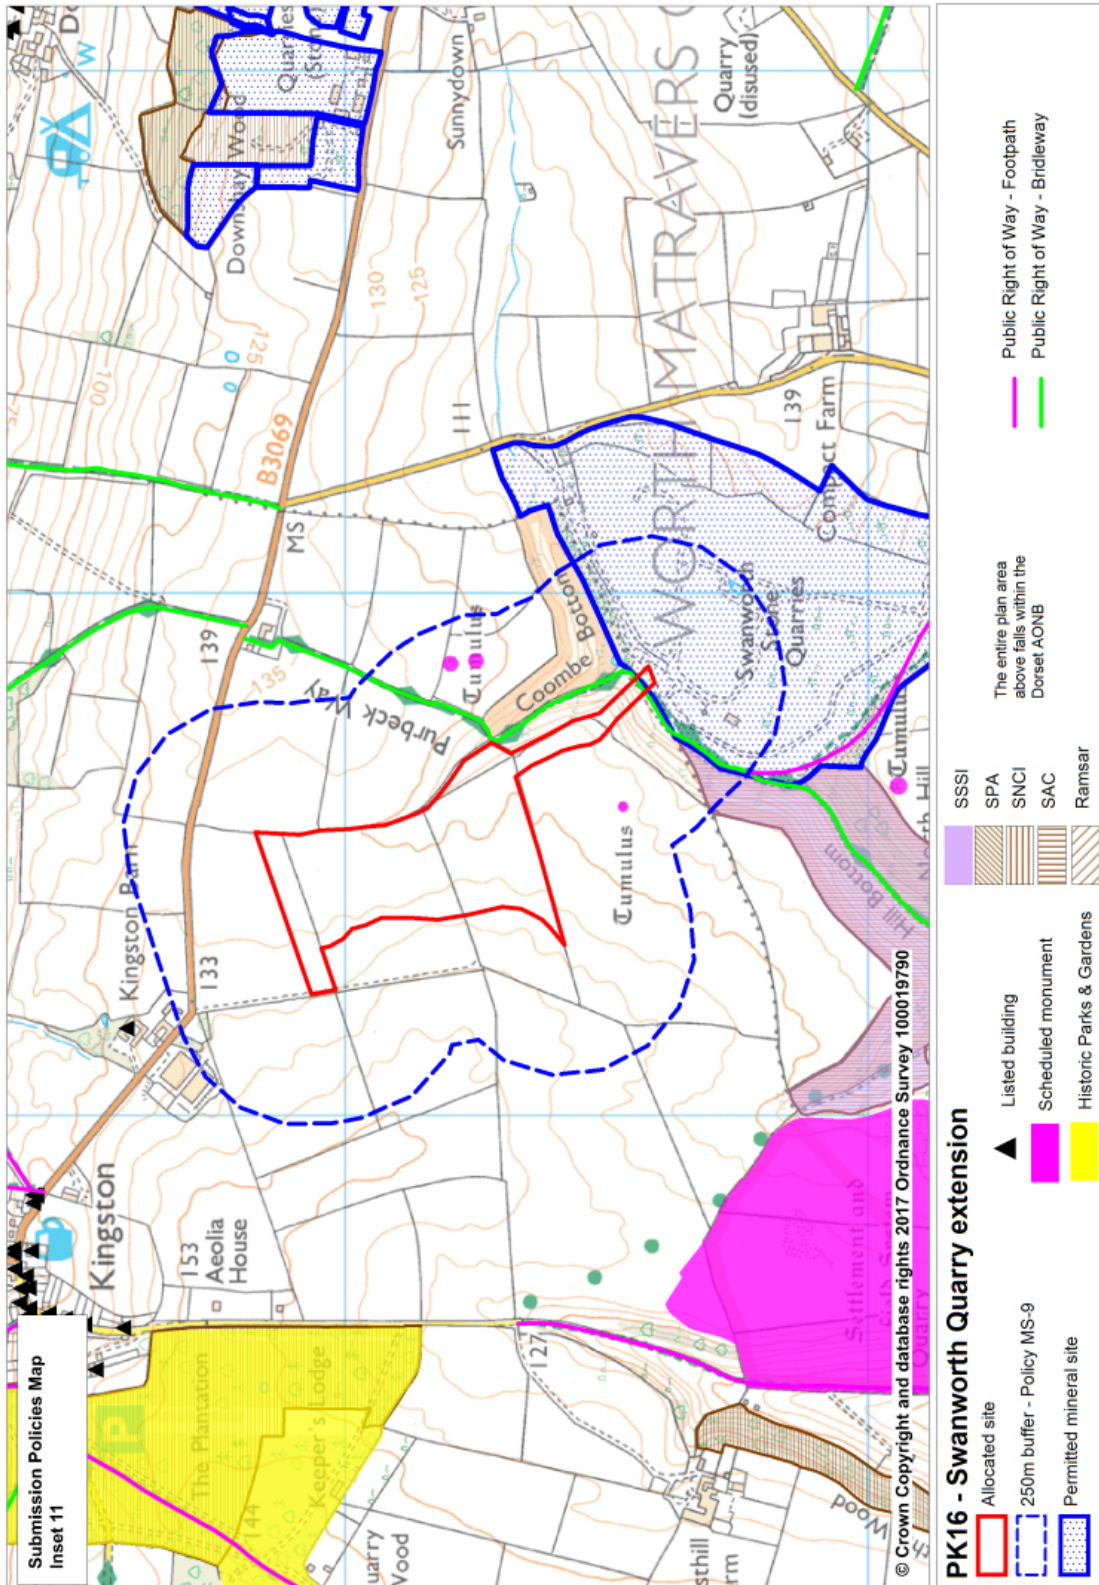 Submission Policies Map
Inset 11
Kingston
153
Aeolia
House
The Plantation
Keeper's Lodge
144
P
Wood
127
Kingston Barn
133
139
135
Purbeck Way
MS
B3069
125
100
130
125
111
Downshay Wood
Quarries
W
Sunnydown
Quarry
(disused)
WORTH MATRAVERS
Tumulus
Coombe Bottom
Swanworth
Stone
Quarries
Compact Farm
139
Tumulus
Tumulus
Hill Bottom
Hill
Settlement and
Quarry
Wood
© Crown Copyright and database rights 2017 Ordnance Survey 100019790
PK16 - Swanworth Quarry extension
Allocated site
250m buffer - Policy MS-9
Permitted mineral site
Listed building
Scheduled monument
Historic Parks & Gardens
SSSI
SPA
SNCI
SAC
Ramsar
The entire plan area
above falls within the
Dorset AONB
Public Right of Way - Footpath
Public Right of Way - Bridleway